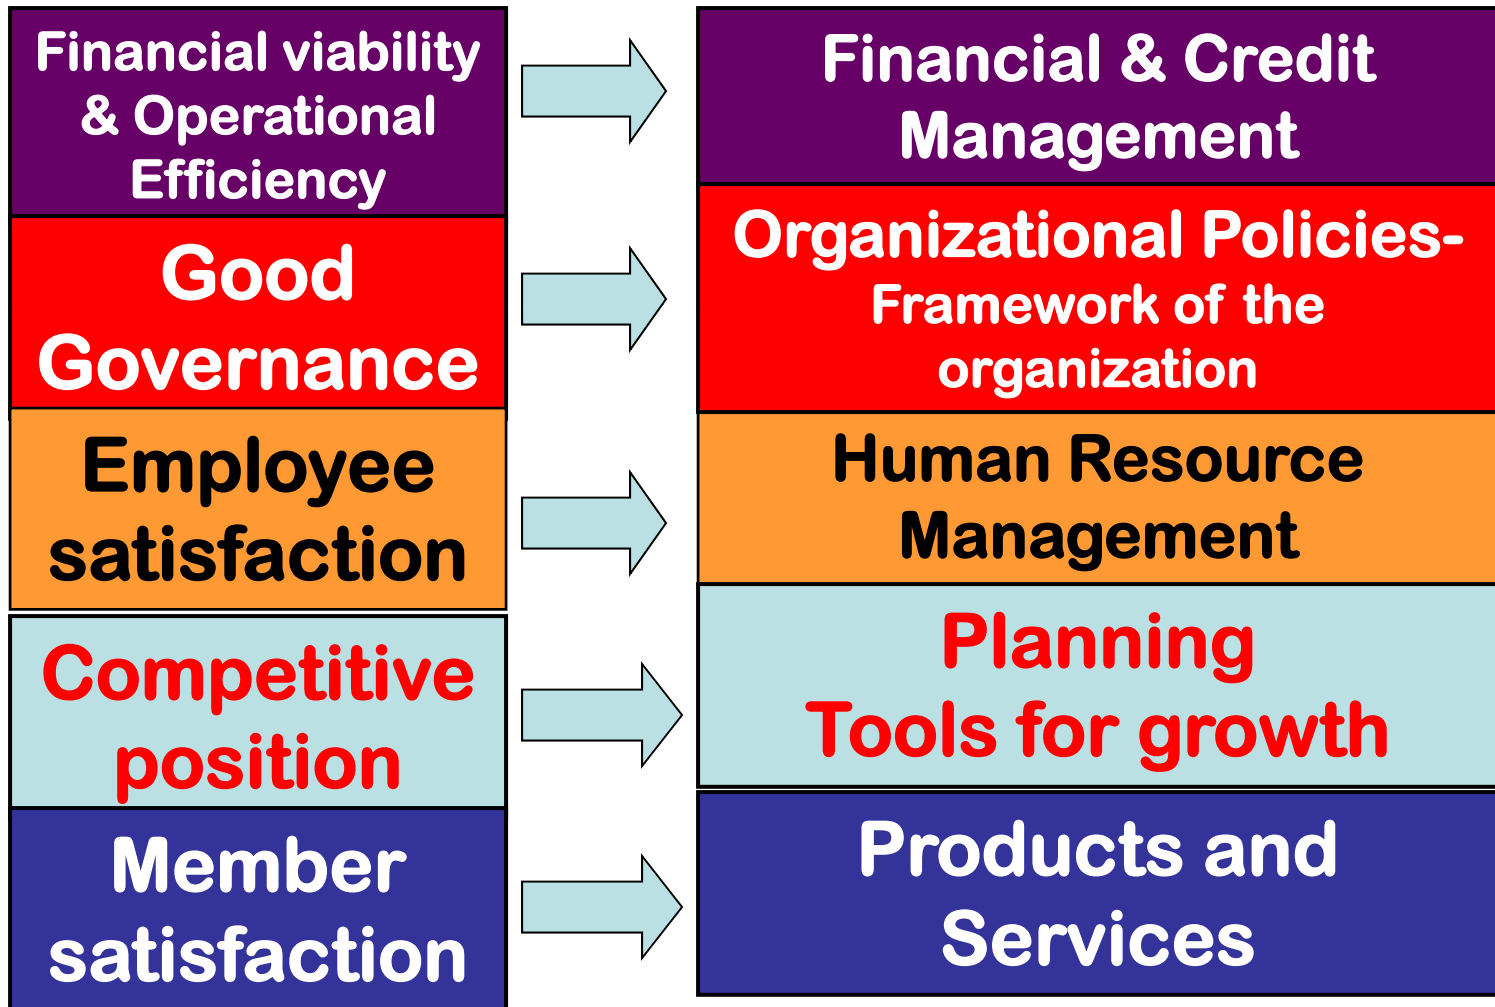 Financial viability
& Operational
Efficiency
Financial & Credit
Management
Good
Governance
Organizational Policies-
Framework of the
organization
Employee
satisfaction
Human Resource
Management
Competitive
position
Planning
Tools for growth
Member
satisfaction
Products and
Services